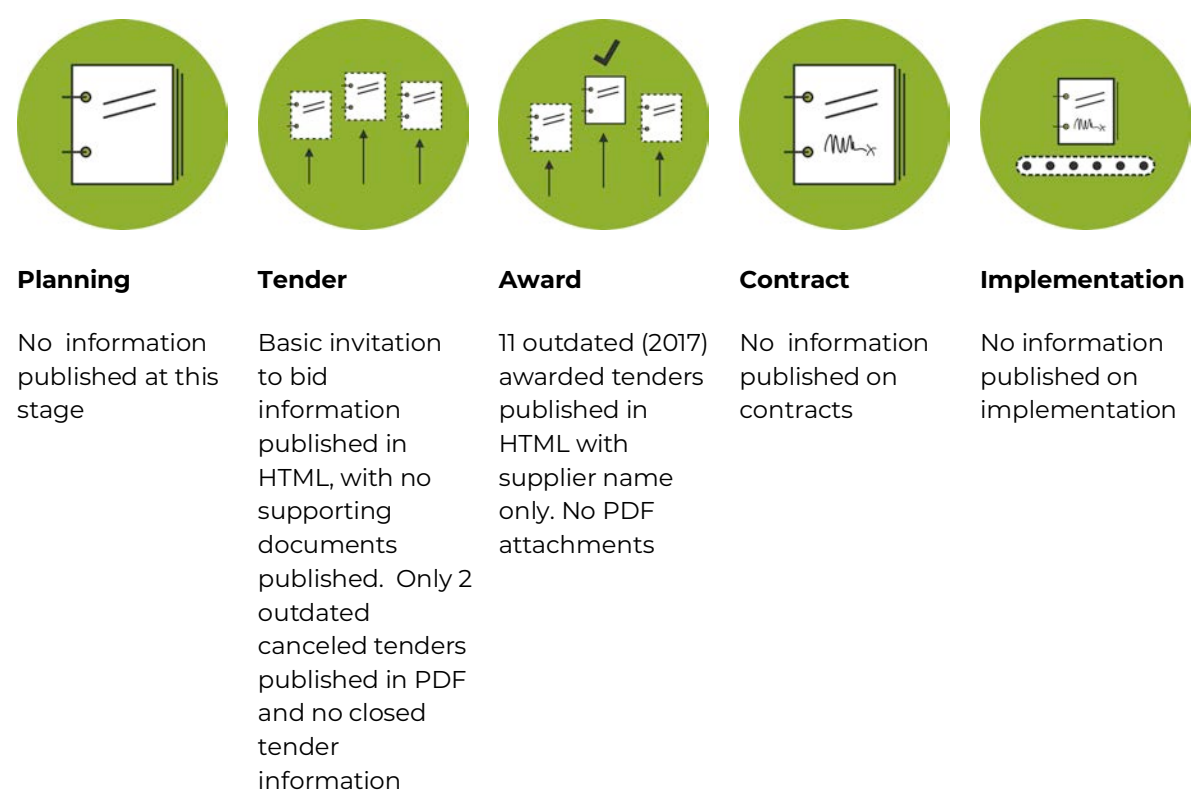 Planning
No  information
published at this
stage
Tender
Basic invitation
to bid
information
published in
HTML, with no
supporting
documents
published.  Only 2
outdated
canceled tenders
published in PDF
and no closed
tender
information
Award
11 outdated (2017)
awarded tenders
published in
HTML with
supplier name
only. No PDF
attachments
Contract
No  information
published on
contracts
Implementation
No information
published on
implementation